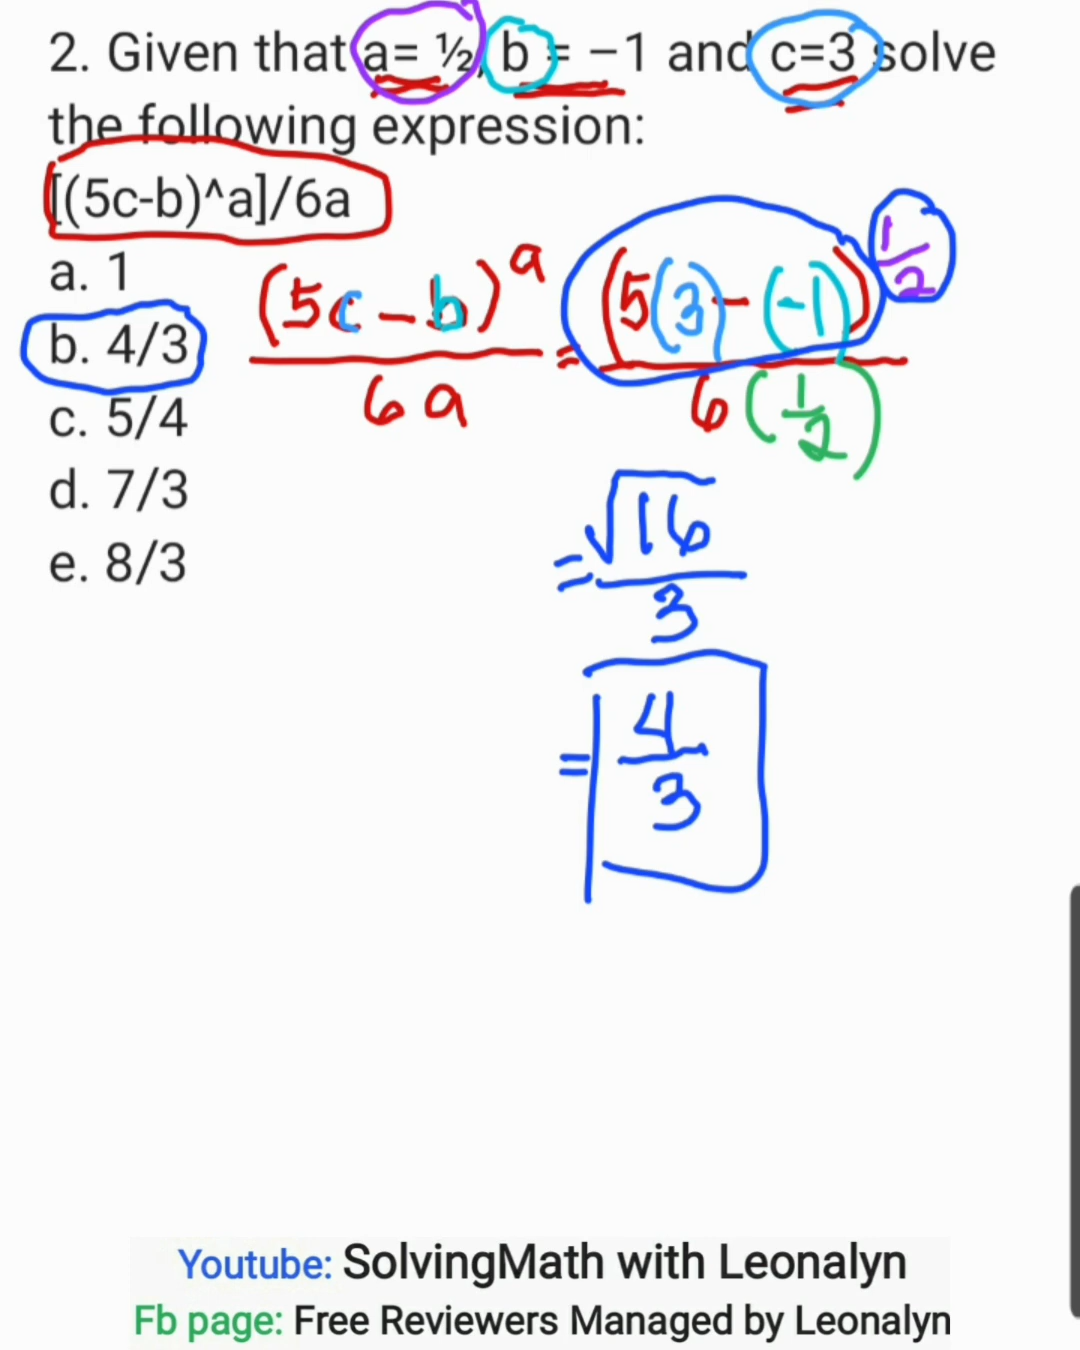 2. Given that a= ½, b = −1 and c=3 solve
the following expression:
[(5c-b)^a]/6a
a. 1
b. 4/3
c. 5/4
d. 7/3
e. 8/3
(5c-b)^a / 6a = (5(3)-(-1))^1/2 / 6(1/2)
= √16 / 3
= 4/3
Youtube: SolvingMath with Leonalyn
Fb page: Free Reviewers Managed by Leonalyn